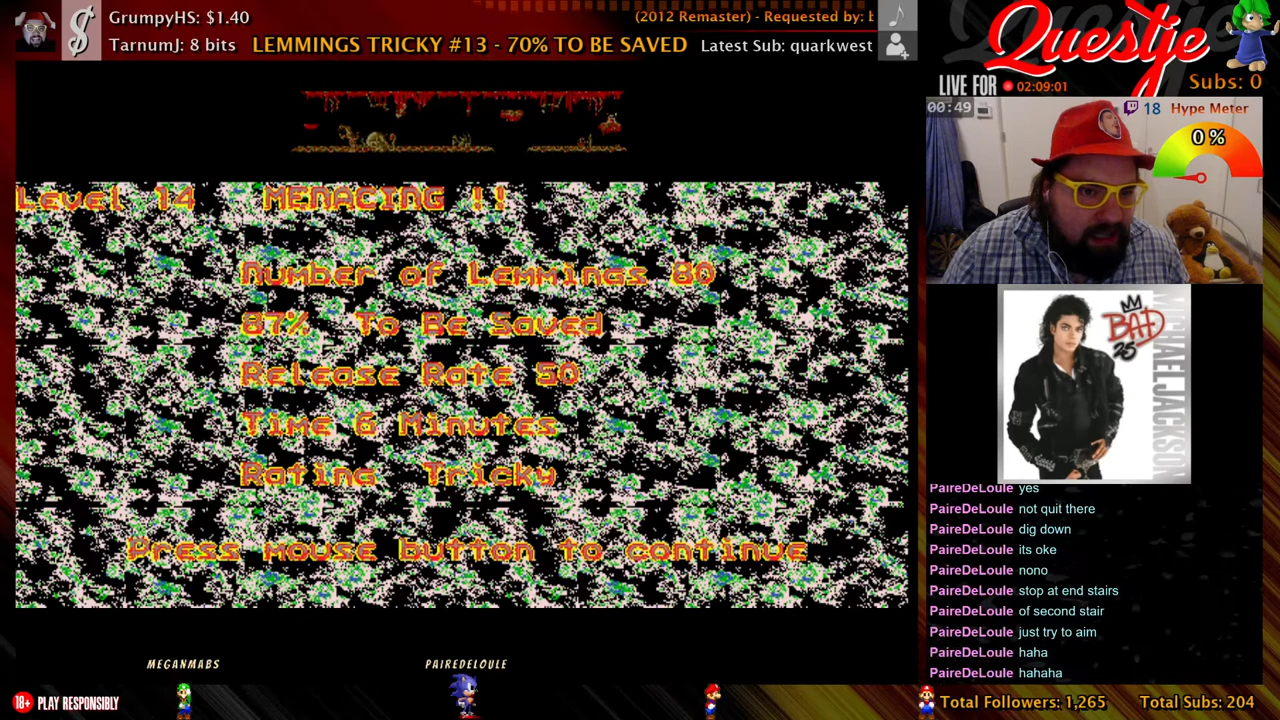 GrumpyHS: $1.40
TarnumJ: 8 bits
LEMMINGS TRICKY #13 - 70% TO BE SAVED
(2012 Remaster) - Requested by:
Latest Sub: quarkwest
Questje
LIVE FOR 02:09:01
Subs: 0
00:49
18 Hype Meter
0 %
Level 14 MENACING !!
Number of Lemmings 80
87% To Be Saved
Release Rate 50
Time 6 Minutes
Rating Tricky
Press mouse button to continue
BAD
25
MICHAEL JACKSON
PaireDeLoule yes
PaireDeLoule not quit there
PaireDeLoule dig down
PaireDeLoule its oke
PaireDeLoule nono
PaireDeLoule stop at end stairs
PaireDeLoule of second stair
PaireDeLoule just try to aim
PaireDeLoule haha
PaireDeLoule hahaha
MEGANMABS
PAIREDELOULE
18+ PLAY RESPONSIBLY
Total Followers: 1,265
Total Subs: 204